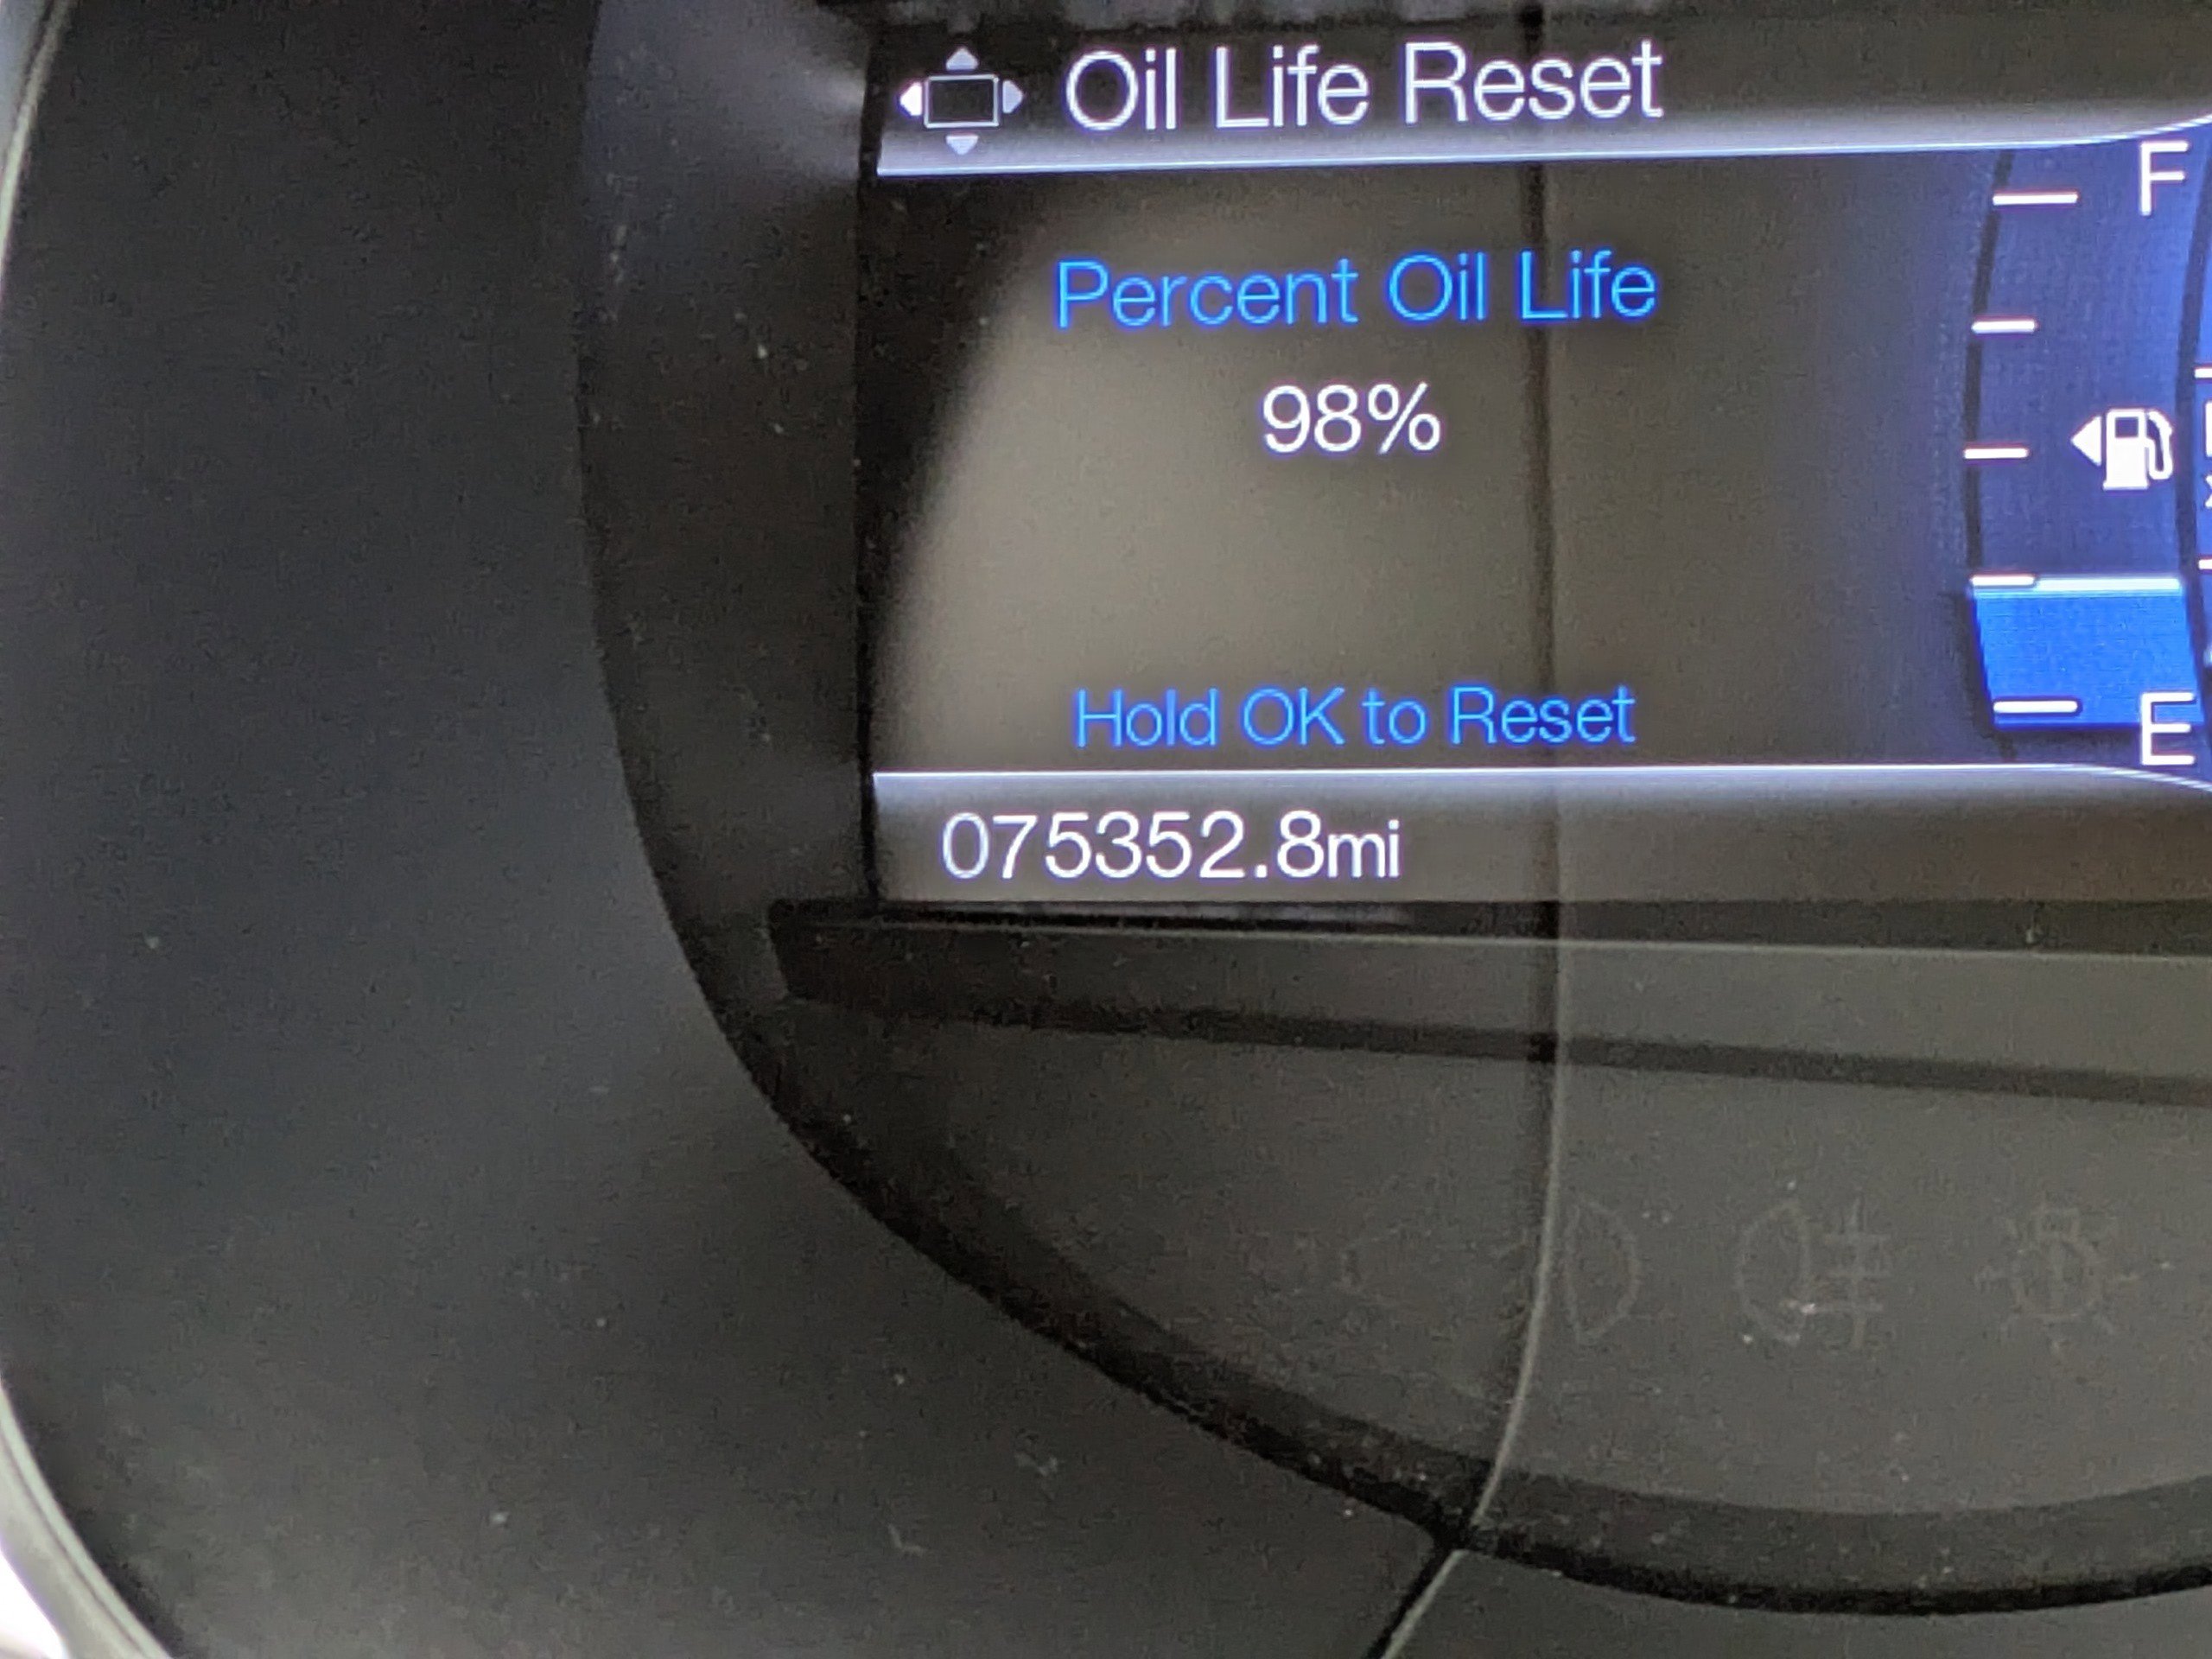 Oil Life Reset
F
Percent Oil Life
98%
Hold OK to Reset
E
075352.8mi